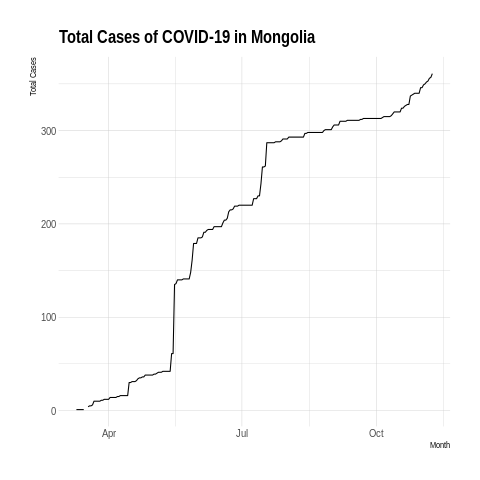 Total Cases of COVID-19 in Mongolia
Total Cases
300
200
100
0
Apr Jul Oct
Month